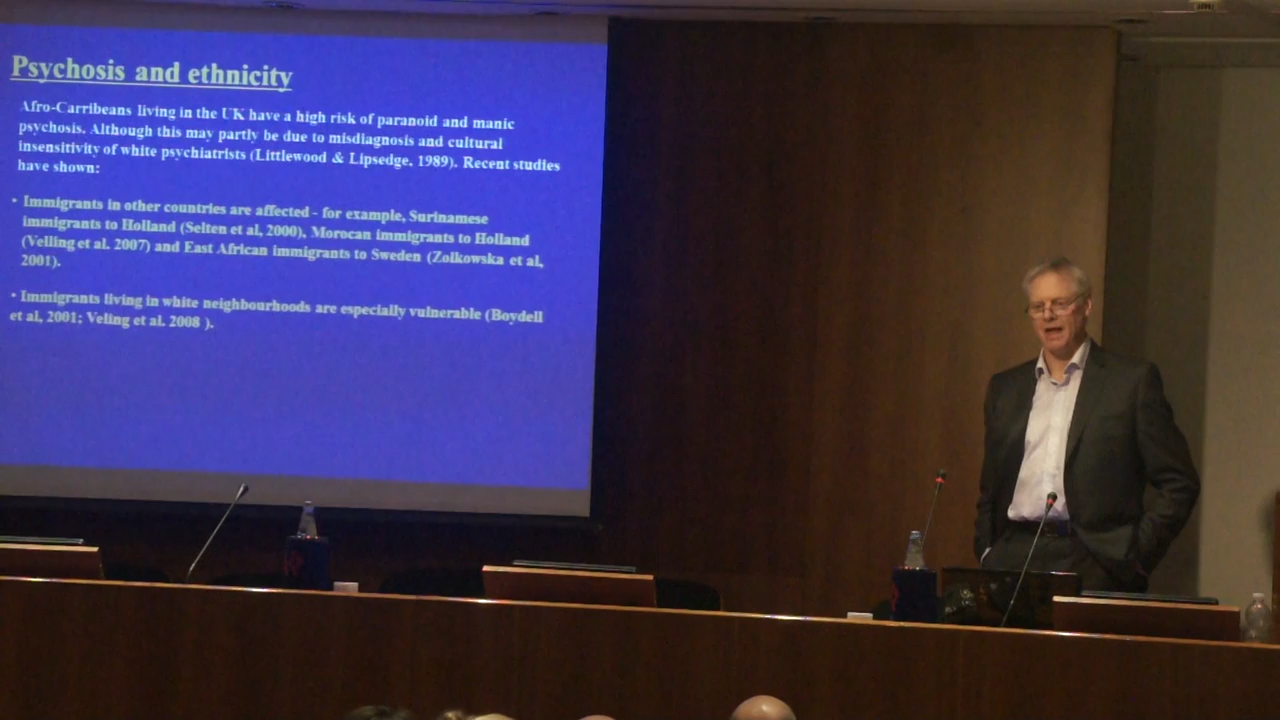 Psychosis and ethnicity
Afro-Carribeans living in the UK have a high risk of paranoid and manic
psychosis. Although this may partly be due to misdiagnosis and cultural
insensitivity of white psychiatrists (Littlewood & Lipsedge, 1989). Recent studies
have shown:
• Immigrants in other countries are affected - for example, Surinamese
immigrants to Holland (Selten et al, 2000), Morocan immigrants to Holland
(Velling et al. 2007) and East African immigrants to Sweden (Zolkowska et al,
2001).
• Immigrants living in white neighbourhoods are especially vulnerable (Boydell
et al, 2001; Veling et al. 2008 ).